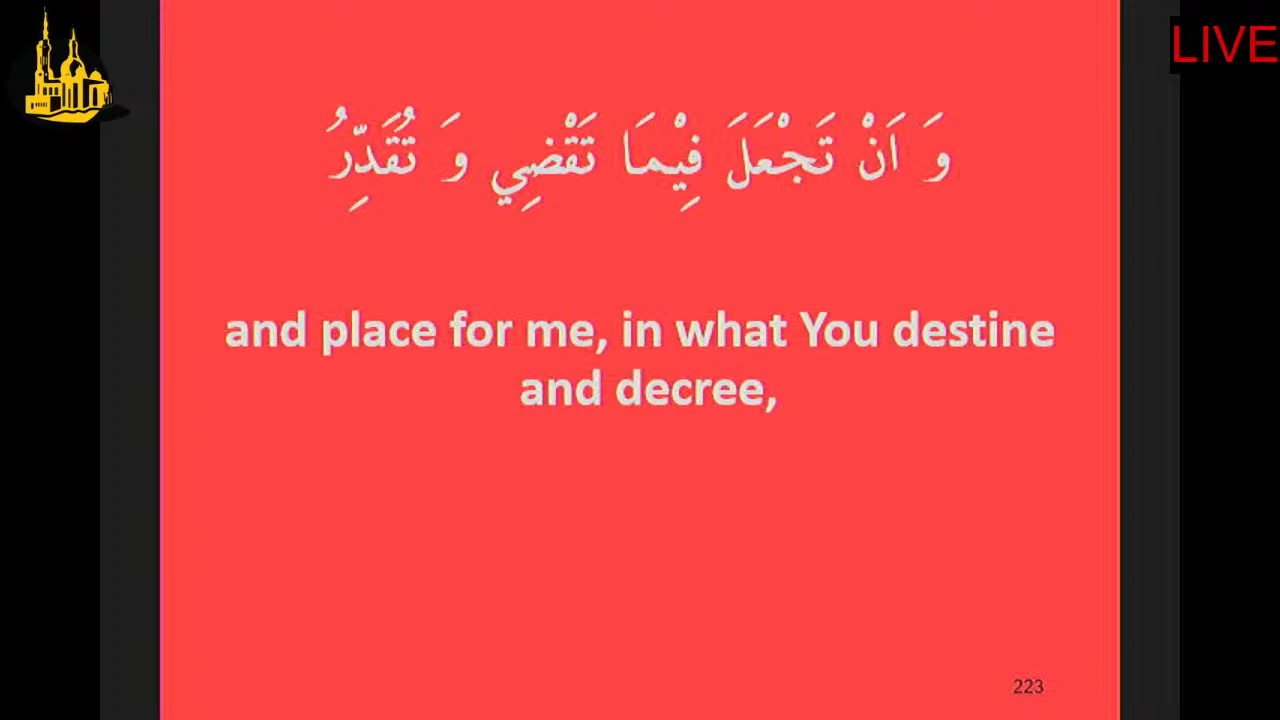 LIVE
وَ اَنْ تَجْعَلَ فِيْمَا تَقْضِي وَ تُقَدِّرُ
and place for me, in what You destine
and decree,
223